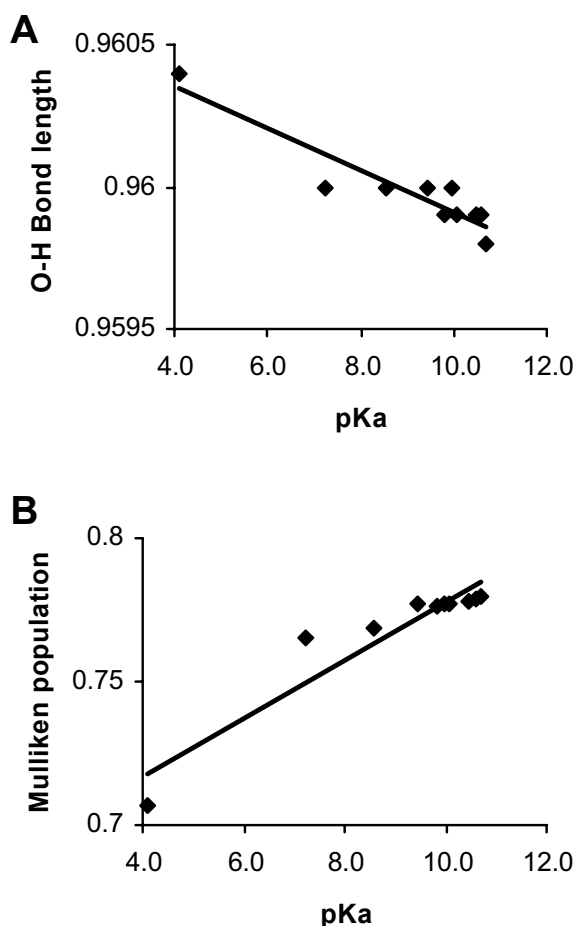 A
0.9605
0.96
0.9595
O-H Bond length
4.0 6.0 8.0 10.0 12.0
pKa
B
0.8
0.75
0.7
Mulliken population
4.0 6.0 8.0 10.0 12.0
pKa